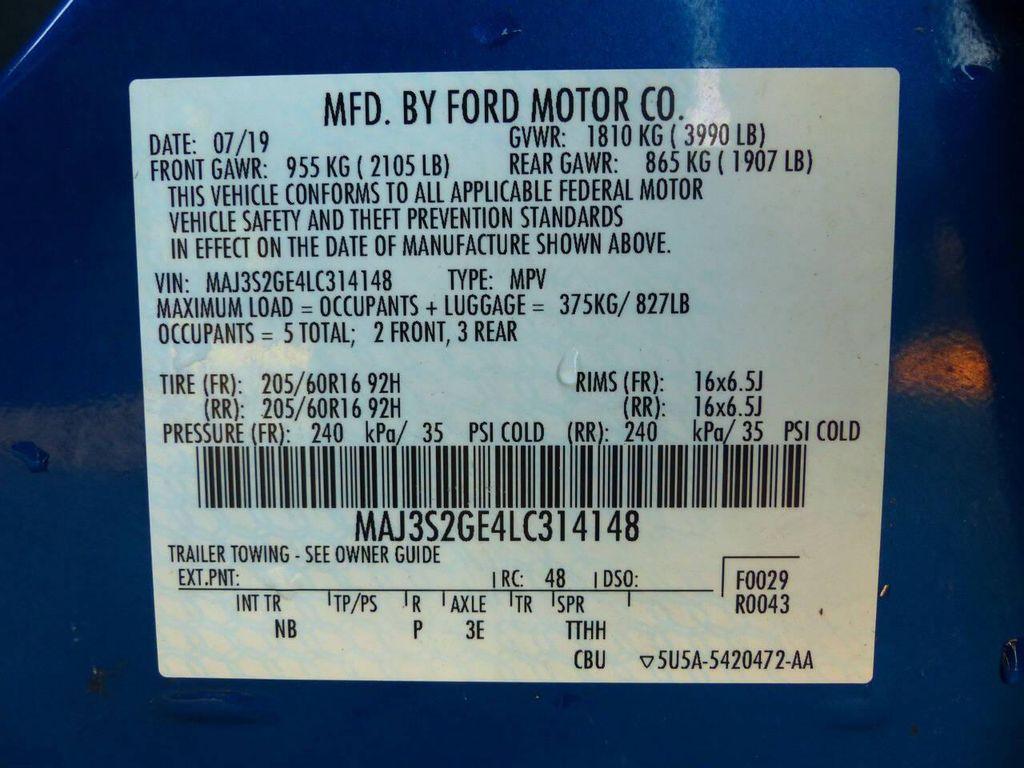 MFD. BY FORD MOTOR CO.
DATE: 07/19 GVWR: 1810 KG ( 3990 LB)
FRONT GAWR: 955 KG ( 2105 LB) REAR GAWR: 865 KG ( 1907 LB)
THIS VEHICLE CONFORMS TO ALL APPLICABLE FEDERAL MOTOR
VEHICLE SAFETY AND THEFT PREVENTION STANDARDS
IN EFFECT ON THE DATE OF MANUFACTURE SHOWN ABOVE.
VIN: MAJ3S2GE4LC314148 TYPE: MPV
MAXIMUM LOAD = OCCUPANTS + LUGGAGE = 375KG/ 827LB
OCCUPANTS = 5 TOTAL; 2 FRONT, 3 REAR
TIRE (FR): 205/60R16 92H RIMS (FR): 16x6.5J
(RR): 205/60R16 92H (RR): 16x6.5J
PRESSURE (FR): 240 kPa/ 35 PSI COLD (RR): 240 kPa/ 35 PSI COLD
MAJ3S2GE4LC314148
TRAILER TOWING - SEE OWNER GUIDE
EXT.PNT: RC: 48 DSO: F0029
INT TR TP/PS R AXLE TR SPR R0043
NB P 3E TTHH
CBU ▽5U5A-5420472-AA